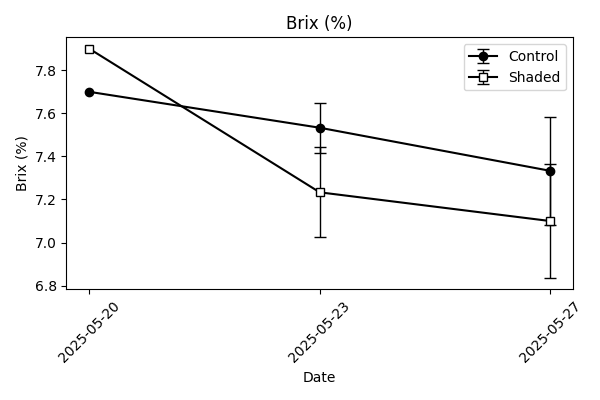 Brix (%)
Control
Shaded
Brix (%)
7.8
7.6
7.4
7.2
7.0
6.8
2025-05-20
2025-05-23
2025-05-27
Date